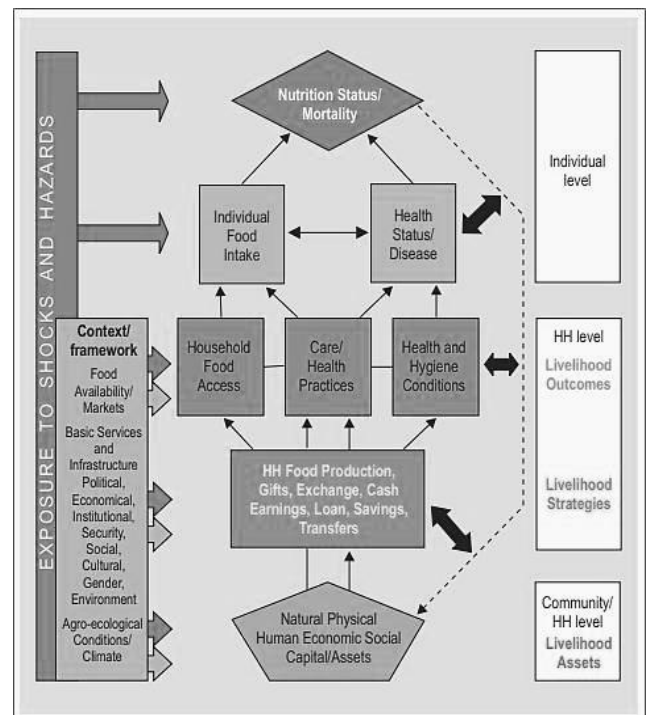 EXPOSURE TO SHOCKS AND HAZARDS
Nutrition Status/
Mortality
Individual
Food
Intake
Health
Status/
Disease
Individual
level
Context/
framework
Food
Availability/
Markets
Basic Services
and
Infrastructure
Political,
Economical,
Institutional,
Security,
Social,
Cultural,
Gender,
Environment
Agro-ecological
Conditions/
Climate
Household
Food
Access
Care/
Health
Practices
Health and
Hygiene
Conditions
HH level
Livelihood
Outcomes
HH Food Production,
Gifts, Exchange, Cash
Earnings, Loan, Savings,
Transfers
Livelihood
Strategies
Natural Physical
Human Economic Social
Capital/Assets
Community/
HH level
Livelihood
Assets